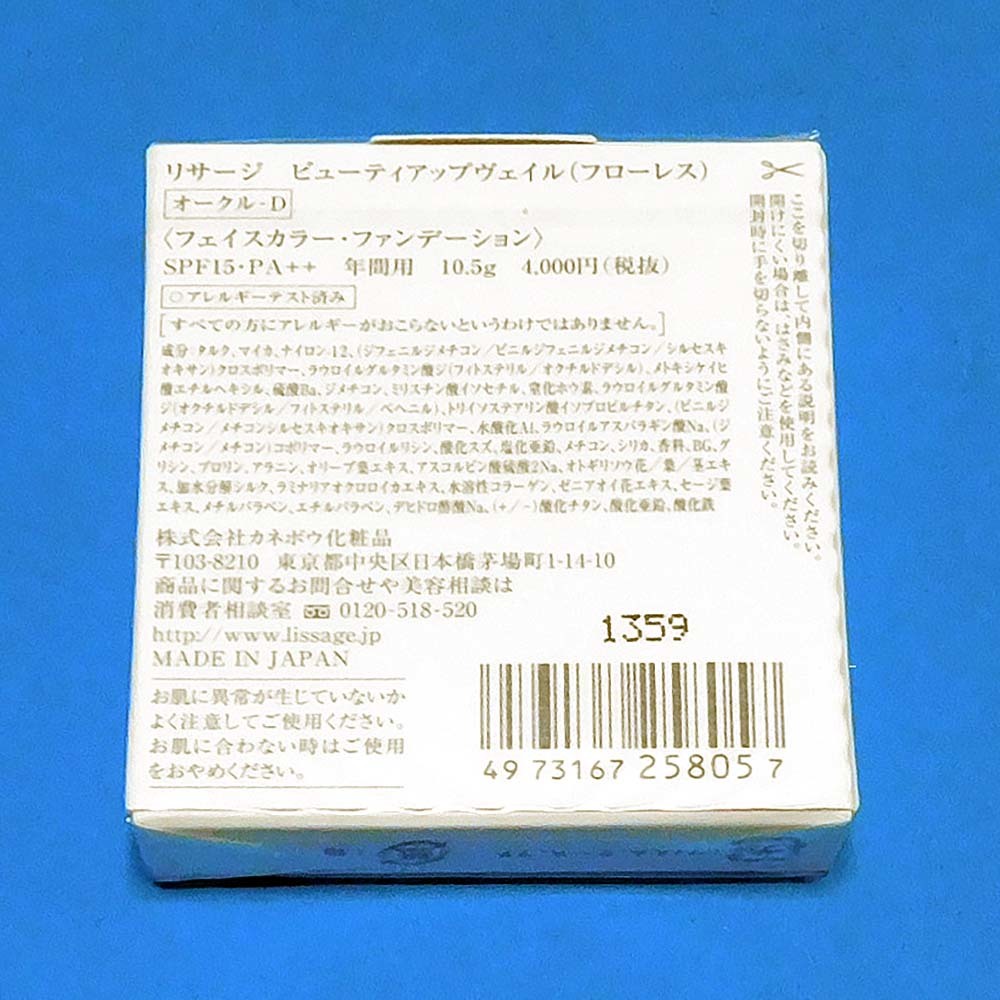 リサージ　ビューティアップヴェイル(フローレス)
オークル-D
〈フェイスカラー・ファンデーション〉
SPF15・PA++　年間用　10.5g　4,000円(税抜)
○アレルギーテスト済み
[すべての方にアレルギーがおこらないというわけではありません。]
成分:タルク、マイカ、ナイロン-12、(ジフェニルジメチコン／ビニルジフェニルジメチコン／シルセスキ
オキサン)クロスポリマー、ラウロイルグルタミン酸ジ(フィトステリル／オクチルドデシル)、メトキシケイヒ
酸エチルヘキシル、硫酸Ba、ジメチコン、ミリスチン酸イソセチル、窒化ホウ素、ラウロイルグルタミン酸
ジ(オクチルドデシル／フィトステリル／ベヘニル)、トリイソステアリン酸イソプロピルチタン、(ビニルジ
メチコン／メチコンシルセスキオキサン)クロスポリマー、水酸化Al、ラウロイルアスパラギン酸Na、(ジ
メチコン／メチコン)コポリマー、ラウロイルリシン、酸化スズ、塩化亜鉛、メチコン、シリカ、香料、BG、グ
リシン、プロリン、アラニン、オリーブ葉エキス、アスコルビン酸硫酸2Na、オトギリソウ花／葉／茎エキ
ス、加水分解シルク、ラミナリアオクロロイカエキス、水溶性コラーゲン、ゼニアオイ花エキス、セージ葉
エキス、メチルパラベン、エチルパラベン、デヒドロ酢酸Na、(+/-)酸化チタン、酸化亜鉛、酸化鉄
株式会社カネボウ化粧品
〒103-8210　東京都中央区日本橋茅場町1-14-10
商品に関するお問合せや美容相談は
消費者相談室 0120-518-520
http://www.lissage.jp
MADE IN JAPAN
お肌に異常が生じていないか
よく注意してご使用ください。
お肌に合わない時はご使用
をおやめください。
ここを切り離して内側にある説明をお読みください。
開けにくい場合は、はさみなどを使用してください。
開封時に手を切らないようにご注意ください。
1359
4973167258057